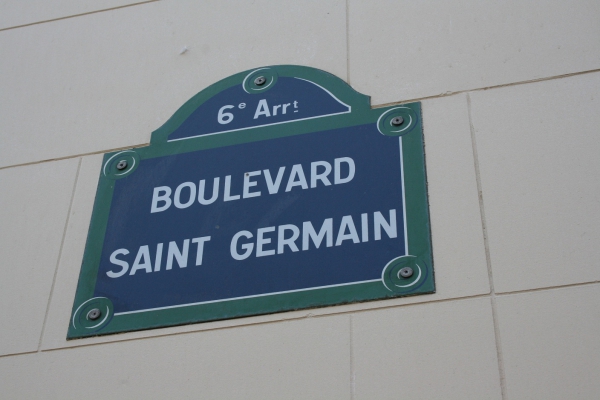 6e Arrt
BOULEVARD
SAINT GERMAIN